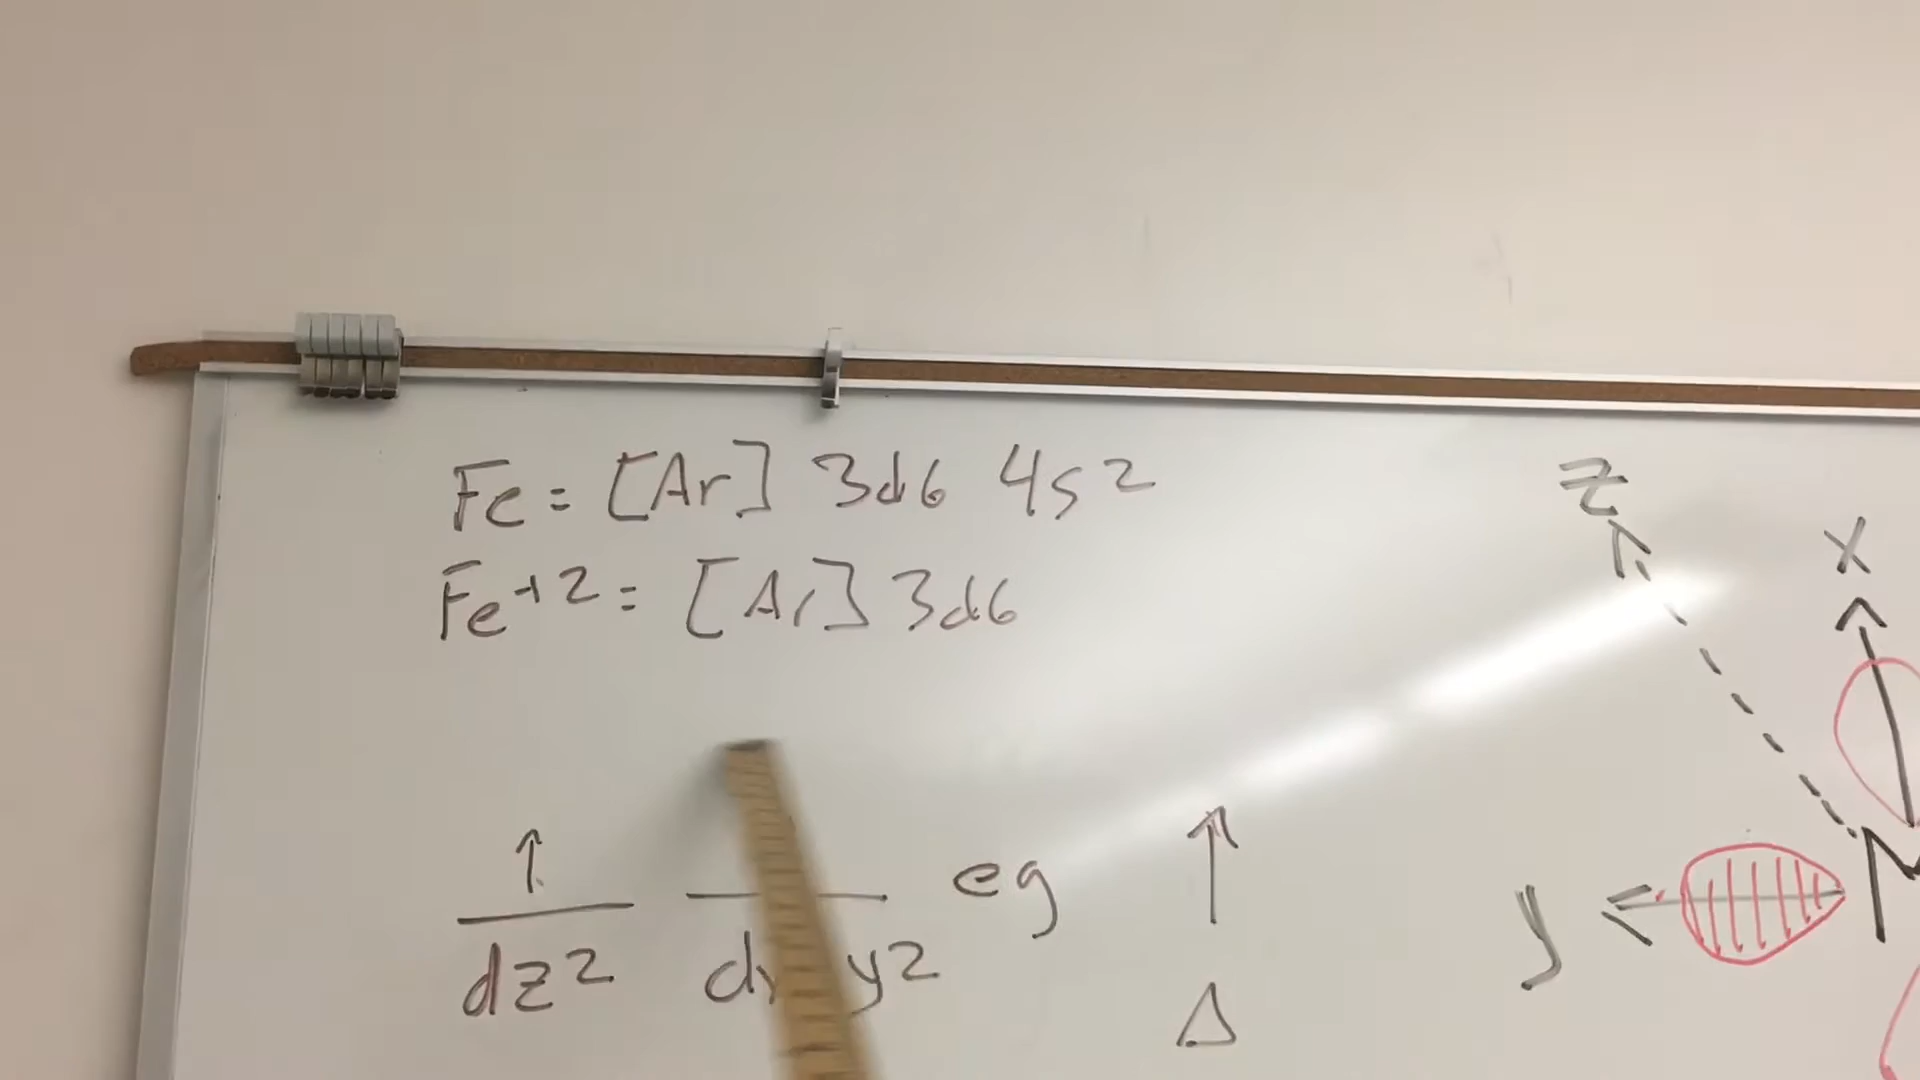 Fe = [Ar] 3d6 4s2
Fe+2 = [Ar] 3d6
z
x
↑
eg
↑
y
M
dz2
y2
Δ